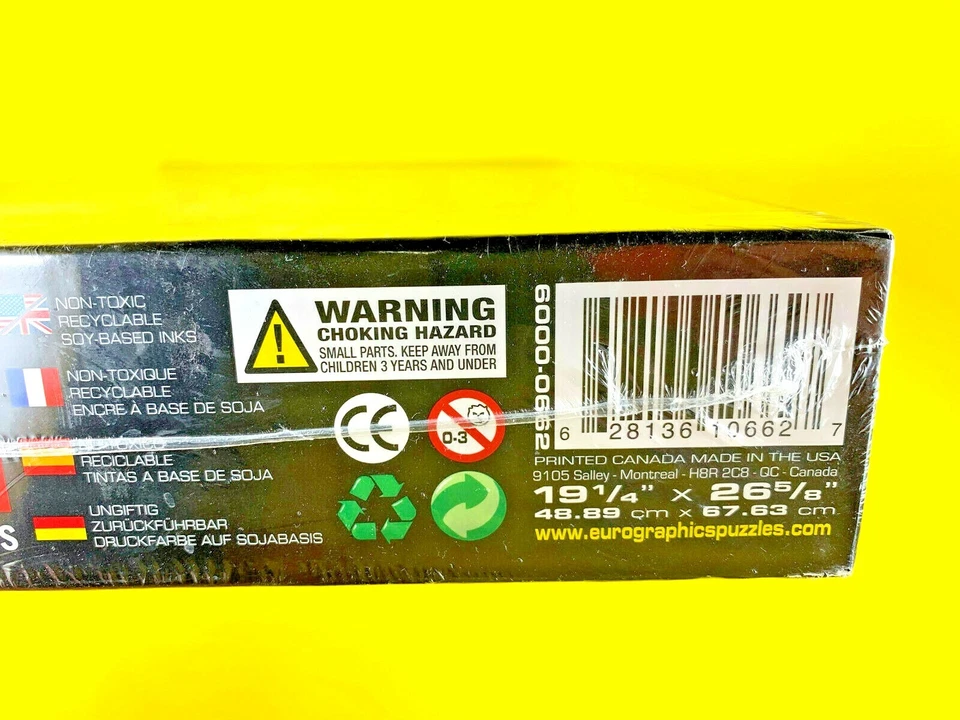 NON-TOXIC
RECYCLABLE
SOY-BASED INKS
NON-TOXIQUE
RECYCLABLE
ENCRE À BASE DE SOJA
RECICLABLE
TINTAS A BASE DE SOJA
UNGIFTIG
ZURÜCKFÜHRBAR
DRUCKFARBE AUF SOJABASIS
S
WARNING
CHOKING HAZARD
SMALL PARTS. KEEP AWAY FROM
CHILDREN 3 YEARS AND UNDER
CE
0-3
6000-0662
6 28136 10662 7
PRINTED CANADA MADE IN THE USA
9105 Salley - Montreal - H8R 2C8 - QC - Canada
19 1/4" x 26 5/8"
48.89 cm x 67.63 cm
www.eurographicspuzzles.com